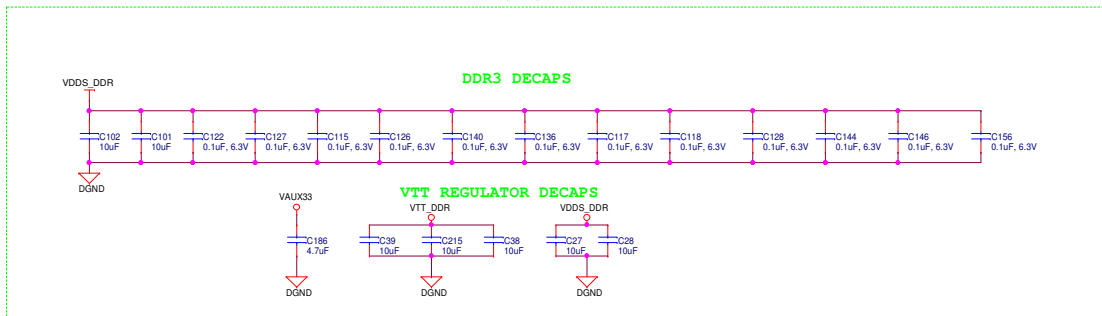 DDR3 DECAPS
VDDS_DDR
C102 C101 C122 C127 C115 C126 C140 C136 C117 C118 C128 C144 C146 C156
10uF 10uF 0.1uF, 6.3V 0.1uF, 6.3V 0.1uF, 6.3V 0.1uF, 6.3V 0.1uF, 6.3V 0.1uF, 6.3V 0.1uF, 6.3V 0.1uF, 6.3V 0.1uF, 6.3V 0.1uF, 6.3V 0.1uF, 6.3V 0.1uF, 6.3V
DGND
VTT REGULATOR DECAPS
VAUX33 VTT_DDR VDDS_DDR
C186 C39 C215 C38 C27 C28
4.7uF 10uF 10uF 10uF 10uF 10uF
DGND DGND DGND